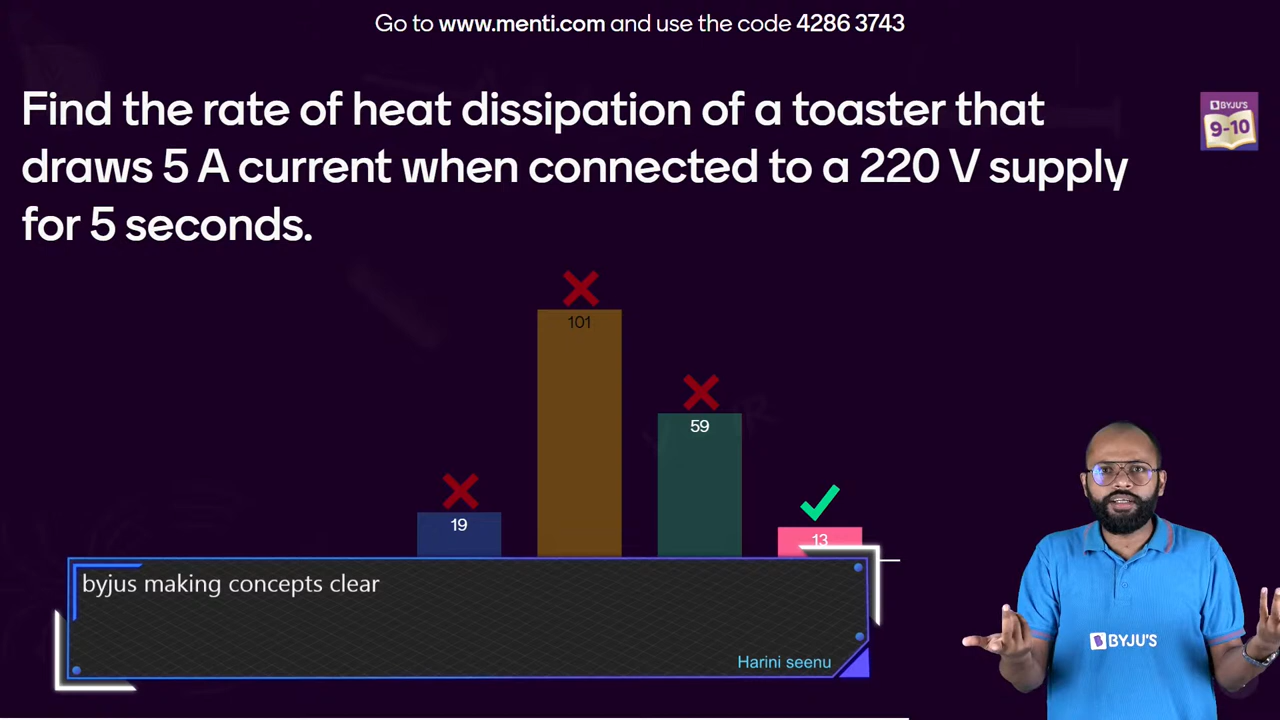 Go to www.menti.com and use the code 4286 3743
Find the rate of heat dissipation of a toaster that
draws 5 A current when connected to a 220 V supply
for 5 seconds.
BYJU'S
9-10
101
59
19
13
byjus making concepts clear
Harini seenu
BYJU'S